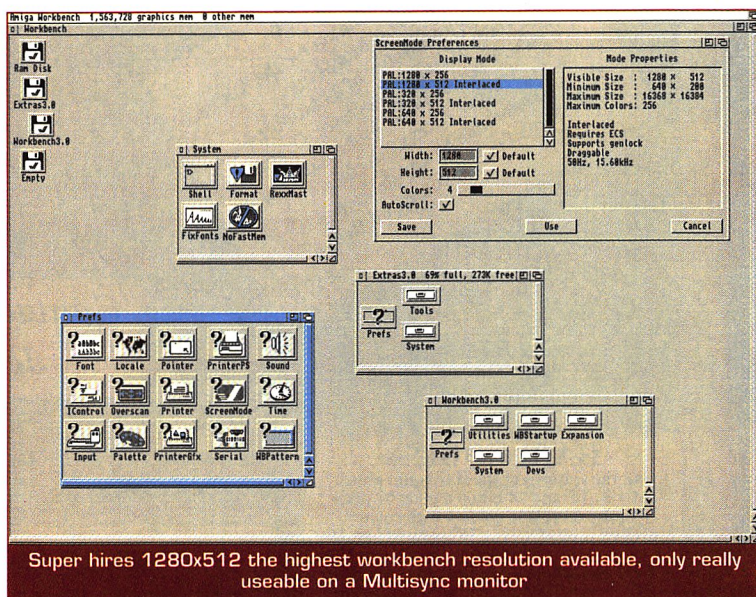 Amiga Workbench 1,563,728 graphics mem 0 other mem
Workbench
Ram Disk
Extras3.0
Workbench3.0
Empty
System
Shell Format RexxMast
FixFonts NoFastMem
ScreenMode Preferences
Display Mode
PAL:1280 x 256
PAL:1280 x 512 Interlaced
PAL:320 x 256
PAL:320 x 512 Interlaced
PAL:640 x 256
PAL:640 x 512 Interlaced
Width: 1280 Default
Height: 512 Default
Colors: 4
AutoScroll:
Mode Properties
Visible Size : 1280 x 512
Minimum Size : 640 x 200
Maximum Size : 16368 x 16384
Maximum Colors: 256
Interlaced
Requires ECS
Supports genlock
Draggable
50Hz, 15.60kHz
Save Use Cancel
Extras3.0 69% full, 273K free
Prefs
Tools
System
Prefs
Font Locale Pointer PrinterPS Sound
IControl Overscan Printer ScreenMode Time
Input Palette PrinterGfx Serial WBPattern
Workbench3.0
Prefs
Utilities WBStartup Expansion
System Devs
Super hires 1280x512 the highest workbench resolution available, only really
useable on a Multisync monitor